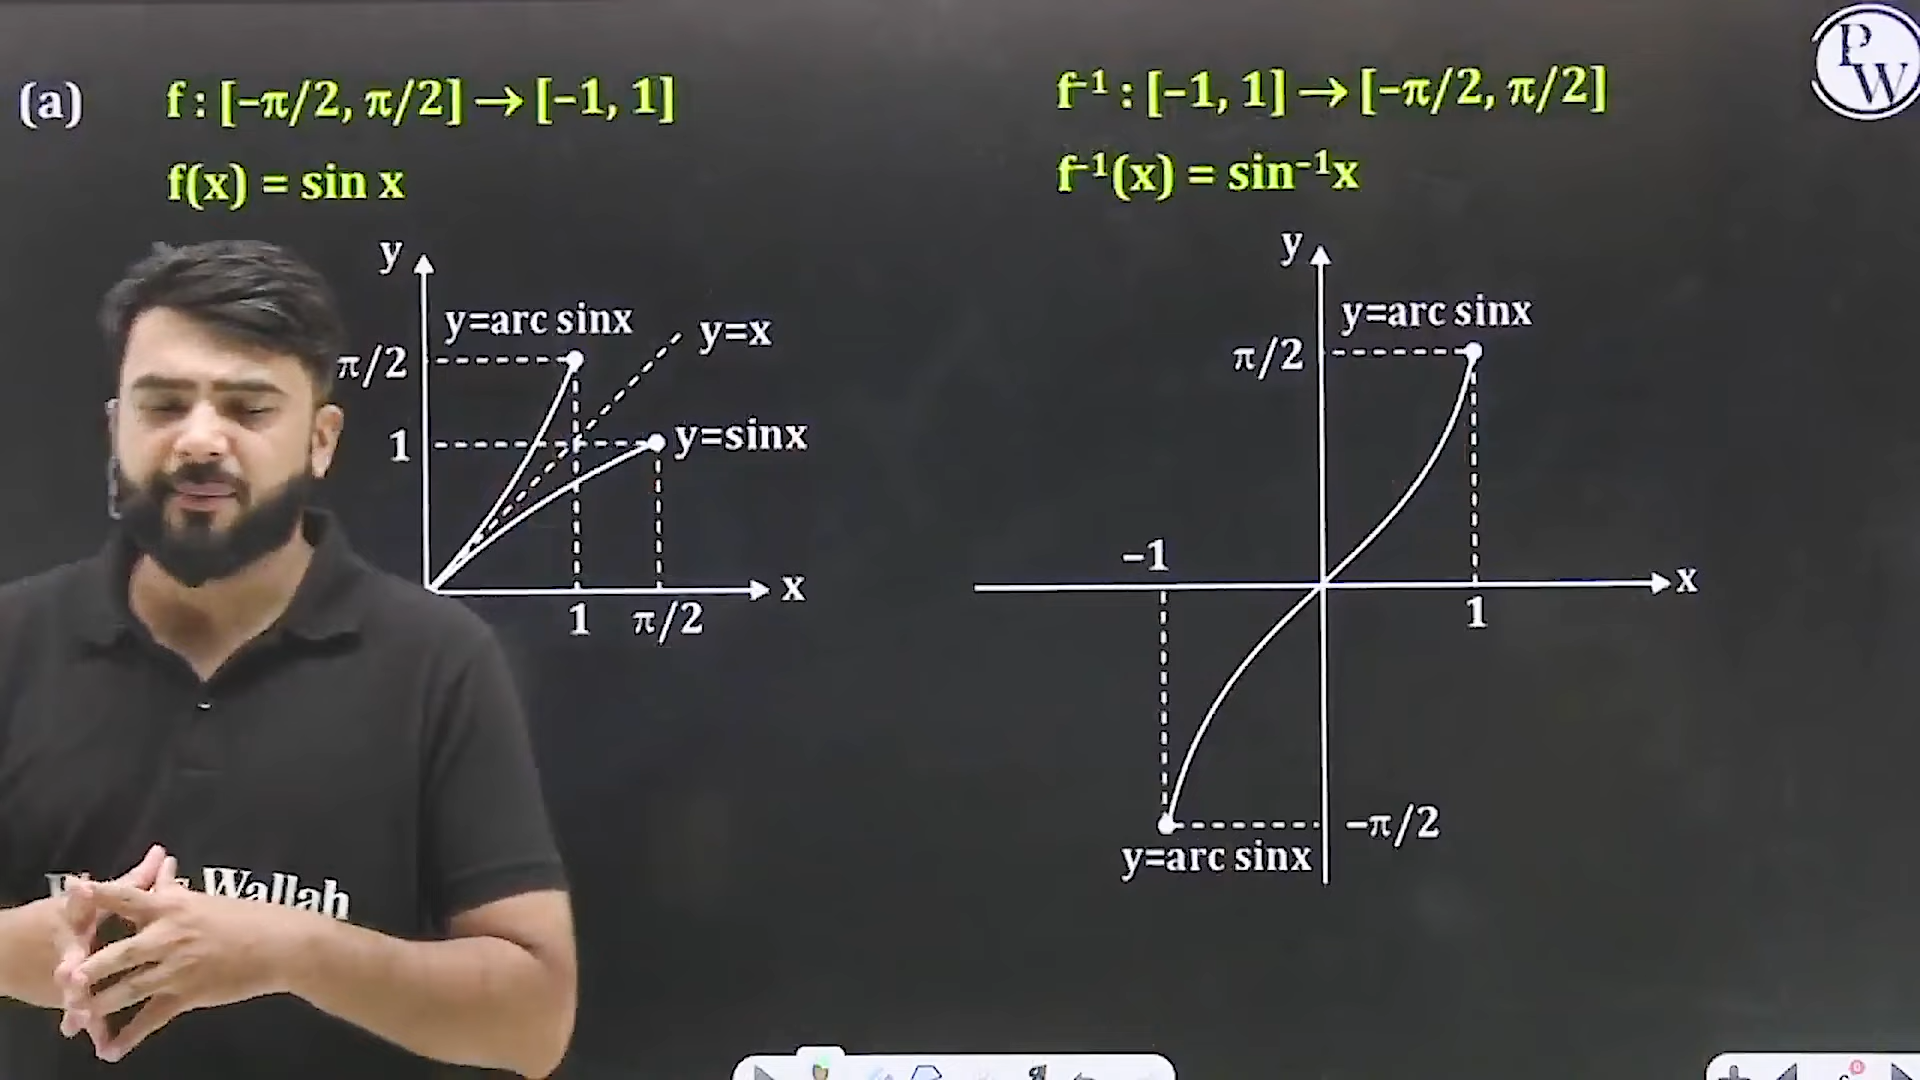 (a) f : [–π/2, π/2] → [–1, 1]
f(x) = sin x
y
y=arc sinx
y=x
π/2
1
y=sinx
x
1 π/2
f⁻¹ : [–1, 1] → [–π/2, π/2]
f⁻¹(x) = sin⁻¹x
y
y=arc sinx
π/2
–1
x
1
–π/2
y=arc sinx
P
W
Wallah
0